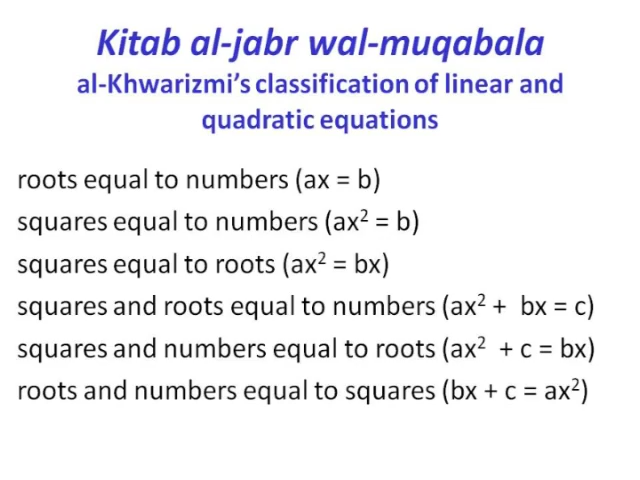 Kitab al-jabr wal-muqabala
al-Khwarizmi’s classification of linear and
quadratic equations
roots equal to numbers (ax = b)
squares equal to numbers (ax² = b)
squares equal to roots (ax² = bx)
squares and roots equal to numbers (ax² + bx = c)
squares and numbers equal to roots (ax² + c = bx)
roots and numbers equal to squares (bx + c = ax²)